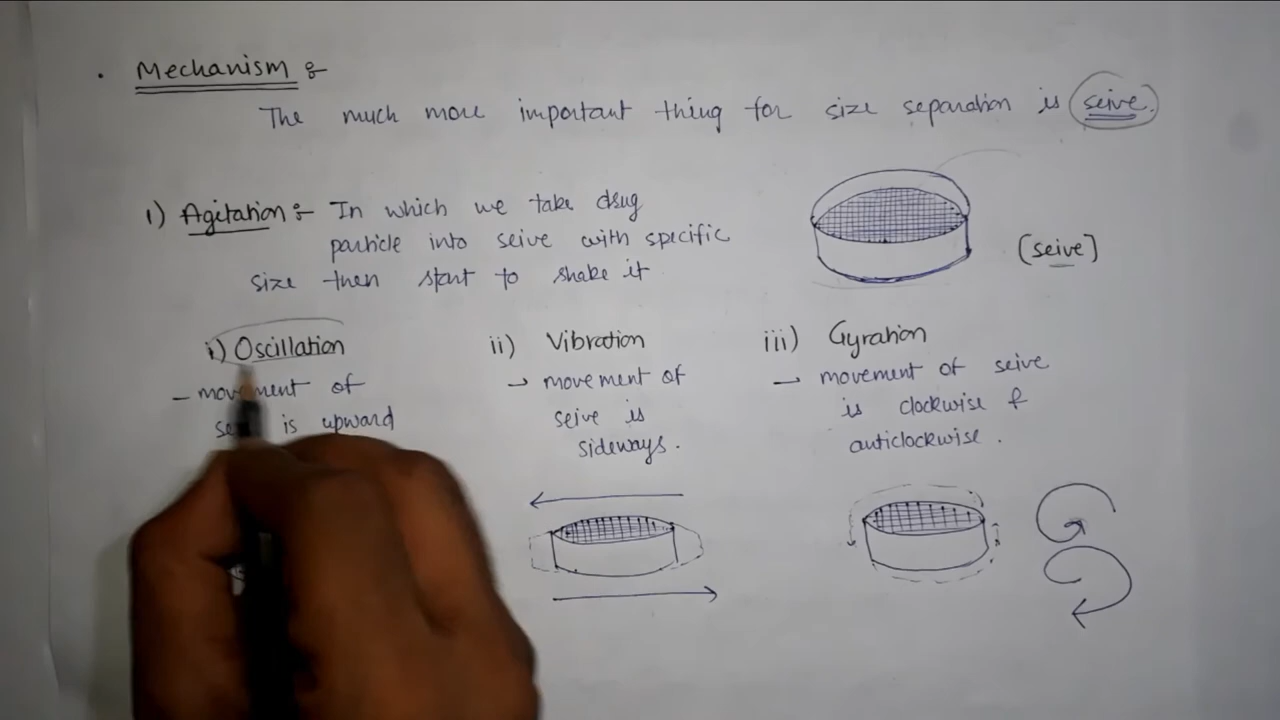 . Mechanism :-
The much more important thing for size separation is seive.
1) Agitation :- In which we take drug
particle into seive with specific
size then start to shake it
(seive)
i) Oscillation
- movement of
is upward
ii) Vibration
→ movement of
seive is
sideways.
iii) Gyration
→ movement of seive
is clockwise &
anticlockwise.